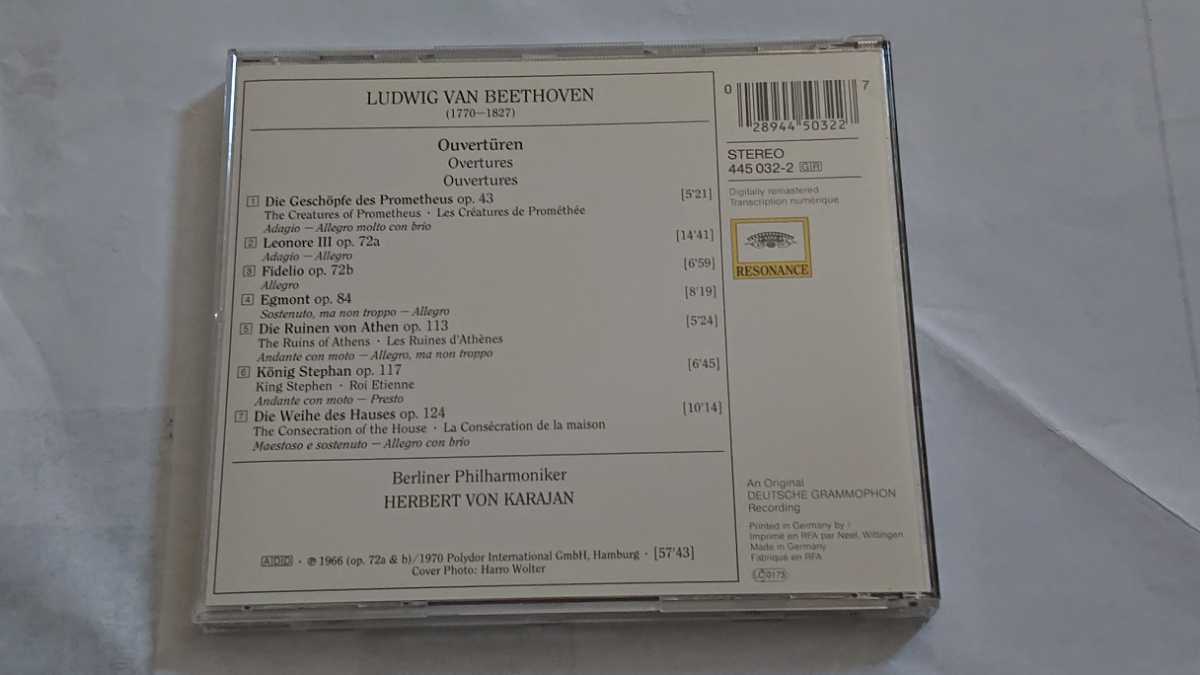 LUDWIG VAN BEETHOVEN
(1770–1827)
Ouvertüren
Overtures
Ouvertures
1 Die Geschöpfe des Prometheus op. 43 [5'21]
The Creatures of Prometheus · Les Créatures de Prométhée
Adagio – Allegro molto con brio
2 Leonore III op. 72a [14'41]
Adagio – Allegro
3 Fidelio op. 72b [6'59]
Allegro
4 Egmont op. 84 [8'19]
Sostenuto, ma non troppo – Allegro
5 Die Ruinen von Athen op. 113 [5'24]
The Ruins of Athens · Les Ruines d'Athènes
Andante con moto – Allegro, ma non troppo
6 König Stephan op. 117 [6'45]
King Stephen · Roi Etienne
Andante con moto – Presto
7 Die Weihe des Hauses op. 124 [10'14]
The Consecration of the House · La Consécration de la maison
Maestoso e sostenuto – Allegro con brio
Berliner Philharmoniker
HERBERT VON KARAJAN
ADD · ℗ 1966 (op. 72a & b)/1970 Polydor International GmbH, Hamburg · [57'43]
Cover Photo: Harro Wolter
0 28944 50322 7
STEREO
445 032-2 GR
Digitally remastered
Transcription numérique
RESONANCE
An Original
DEUTSCHE GRAMMOPHON
Recording
Printed in Germany by /
Imprimé en RFA par Neef, Wittingen
Made in Germany
Fabriqué en RFA
LC 0173